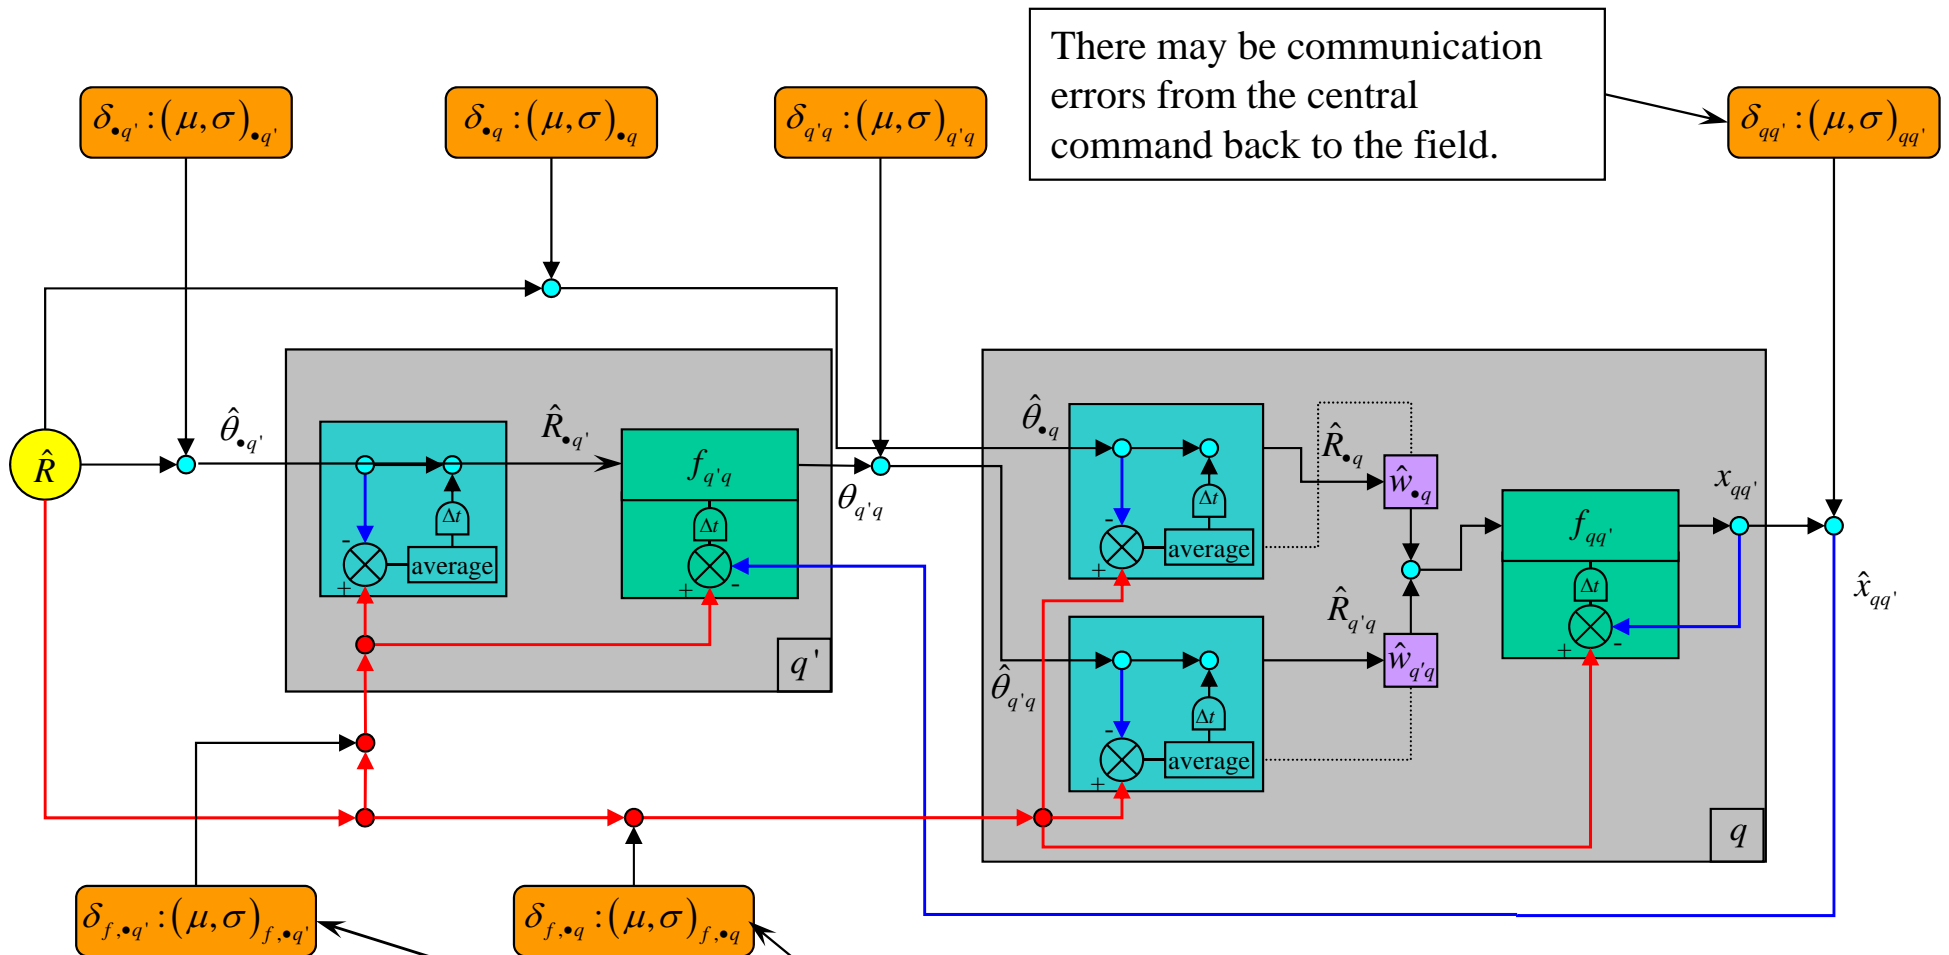 There may be communication
errors from the central
command back to the field.
δ●q' : (μ,σ)●q'
δ●q : (μ,σ)●q
δq'q : (μ,σ)q'q
δqq' : (μ,σ)qq'
R̂
θ̂●q'
R̂●q'
fq'q
θq'q
Δt
Δt
-
+
average
+
-
q'
θ̂●q
R̂●q
ŵ●q
Δt
-
+
average
θ̂q'q
R̂q'q
ŵq'q
Δt
-
+
average
fqq'
xqq'
x̂qq'
Δt
+
-
q
δf,●q' : (μ,σ)f,●q'
δf,●q : (μ,σ)f,●q